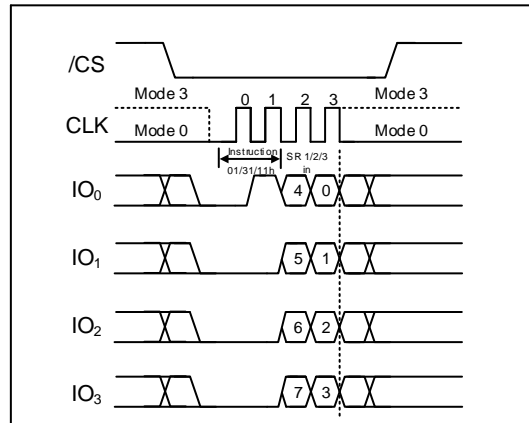 /CS
Mode 3 0 1 2 3 Mode 3
CLK Mode 0 Mode 0
Instruction SR 1/2/3
01/31/11h in
IO₀ 4 0
IO₁ 5 1
IO₂ 6 2
IO₃ 7 3